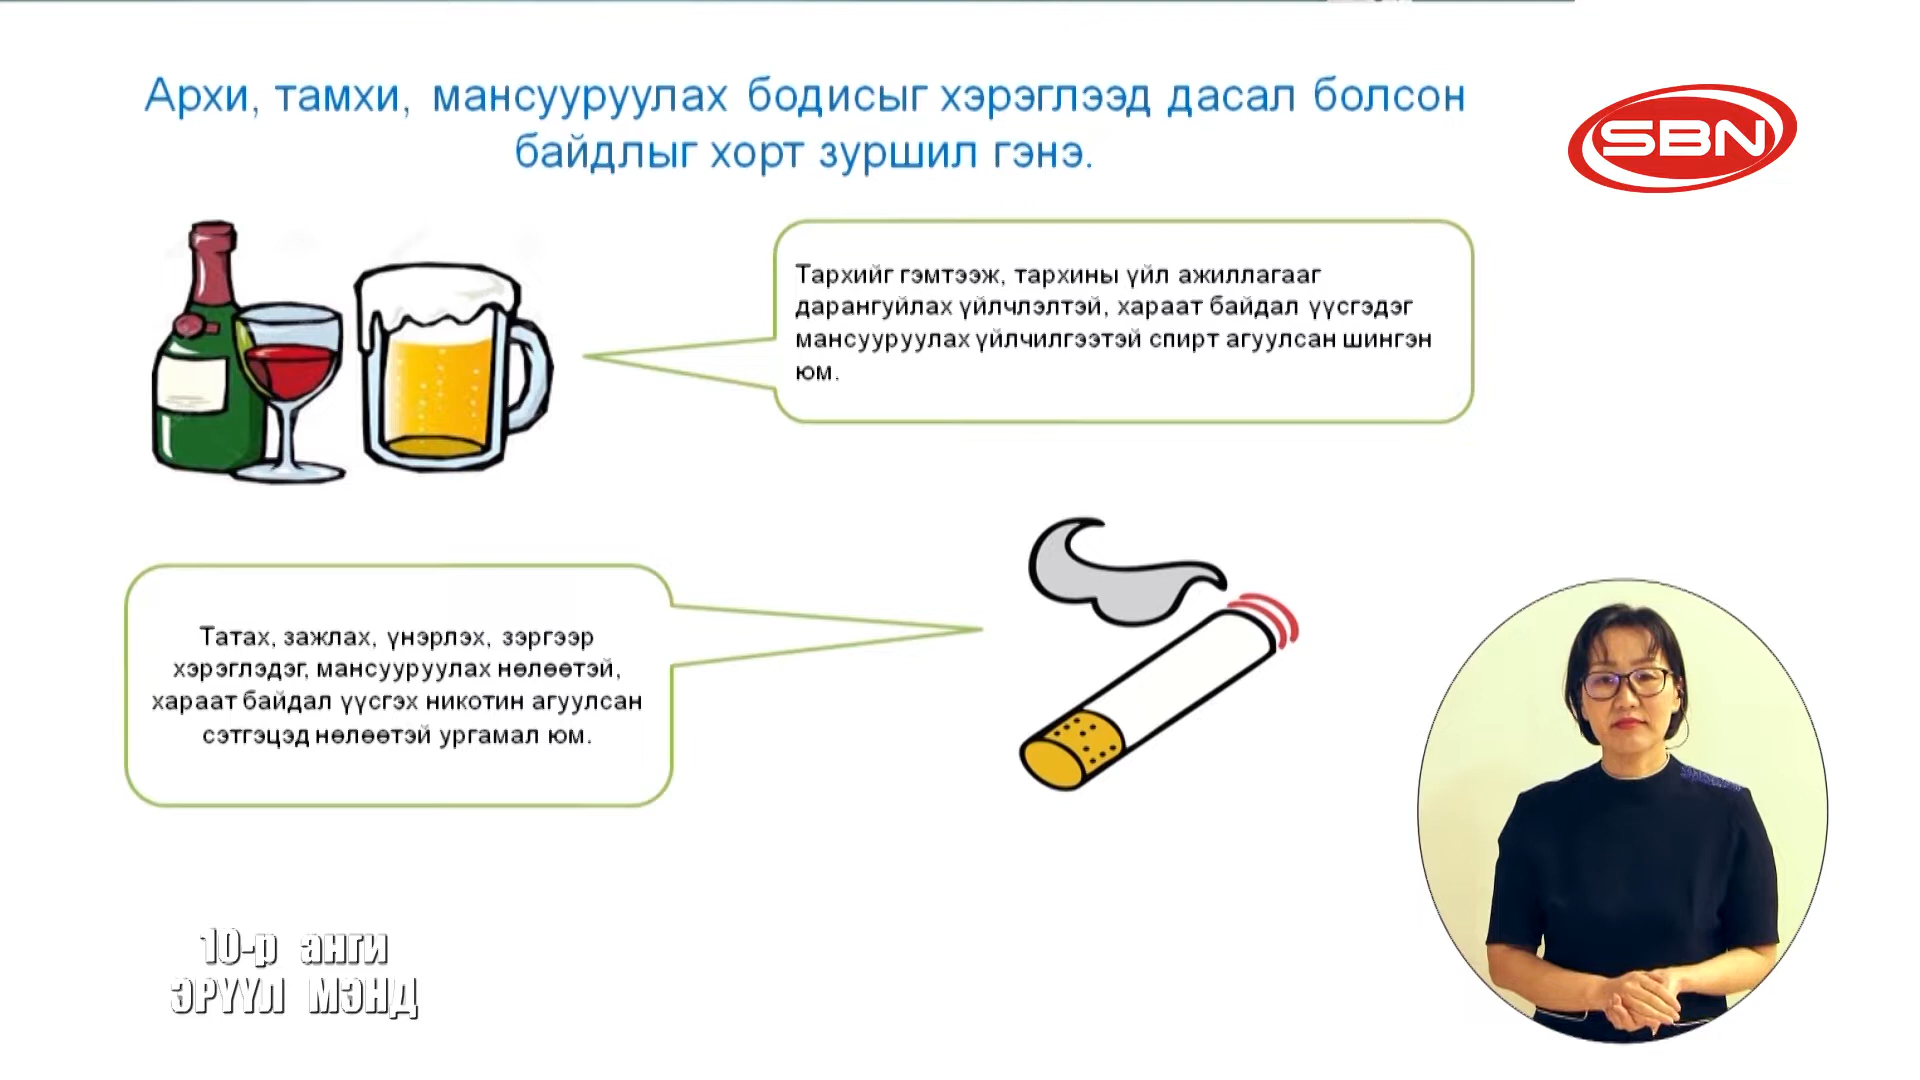 Архи, тамхи, мансууруулах бодисыг хэрэглээд дасал болсон
байдлыг хорт зуршил гэнэ.
SBN
Тархийг гэмтээж, тархины үйл ажиллагааг
дарангуйлах үйлчлэлтэй, хараат байдал үүсгэдэг
мансууруулах үйлчилгээтэй спирт агуулсан шингэн
юм.
Татах, зажлах, үнэрлэх, зэргээр
хэрэглэдэг, мансууруулах нөлөөтэй,
хараат байдал үүсгэх никотин агуулсан
сэтгэцэд нөлөөтэй ургамал юм.
10-р анги
ЭРҮҮЛ МЭНД